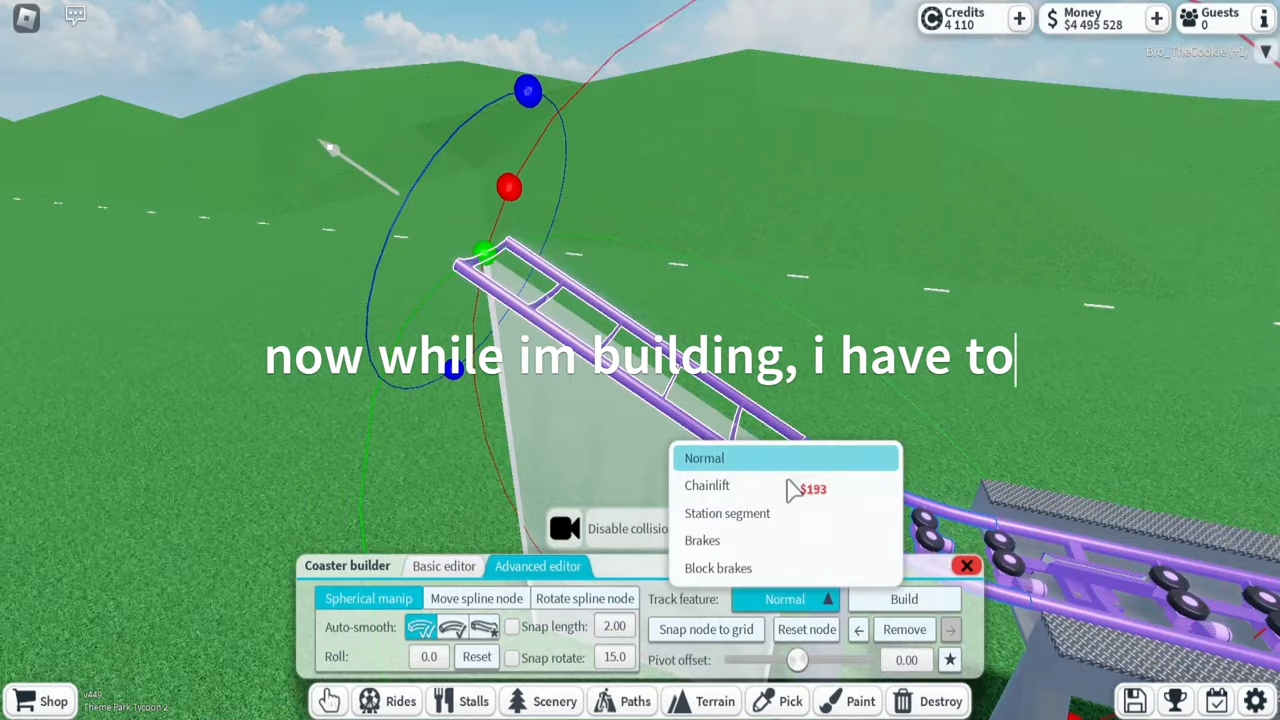 Credits
4 110
Money
$4 495 528
Guests
0
Bro_TheCookie (+1)
now while im building, i have to
Normal
Chainlift
$193
Station segment
Brakes
Block brakes
Disable collisio
Coaster builder
Basic editor
Advanced editor
Spherical manip
Move spline node
Rotate spline node
Track feature:
Normal
Build
Auto-smooth:
Snap length:
2.00
Snap node to grid
Reset node
Remove
Roll:
0.0
Reset
Snap rotate:
15.0
Pivot offset:
0.00
Shop
v449
Theme Park Tycoon 2
Rides
Stalls
Scenery
Paths
Terrain
Pick
Paint
Destroy